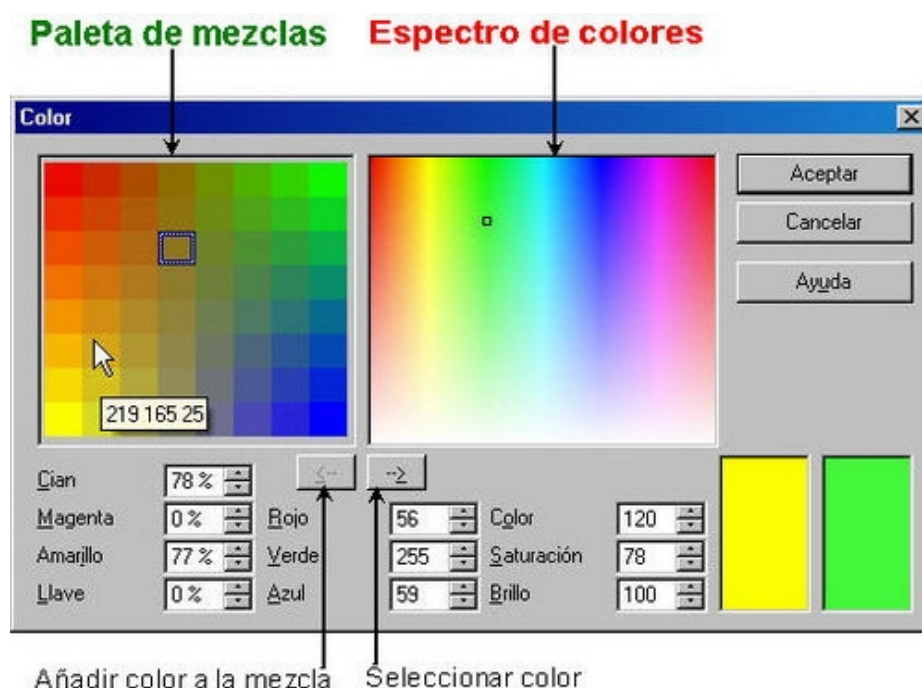 Paleta de mezclas Espectro de colores
Color
Aceptar
Cancelar
Ayuda
219 165 25
<-- -->
Cian 78 %
Magenta 0 % Rojo 56 Color 120
Amarillo 77 % Verde 255 Saturación 78
Llave 0 % Azul 59 Brillo 100
Añadir color a la mezcla Seleccionar color